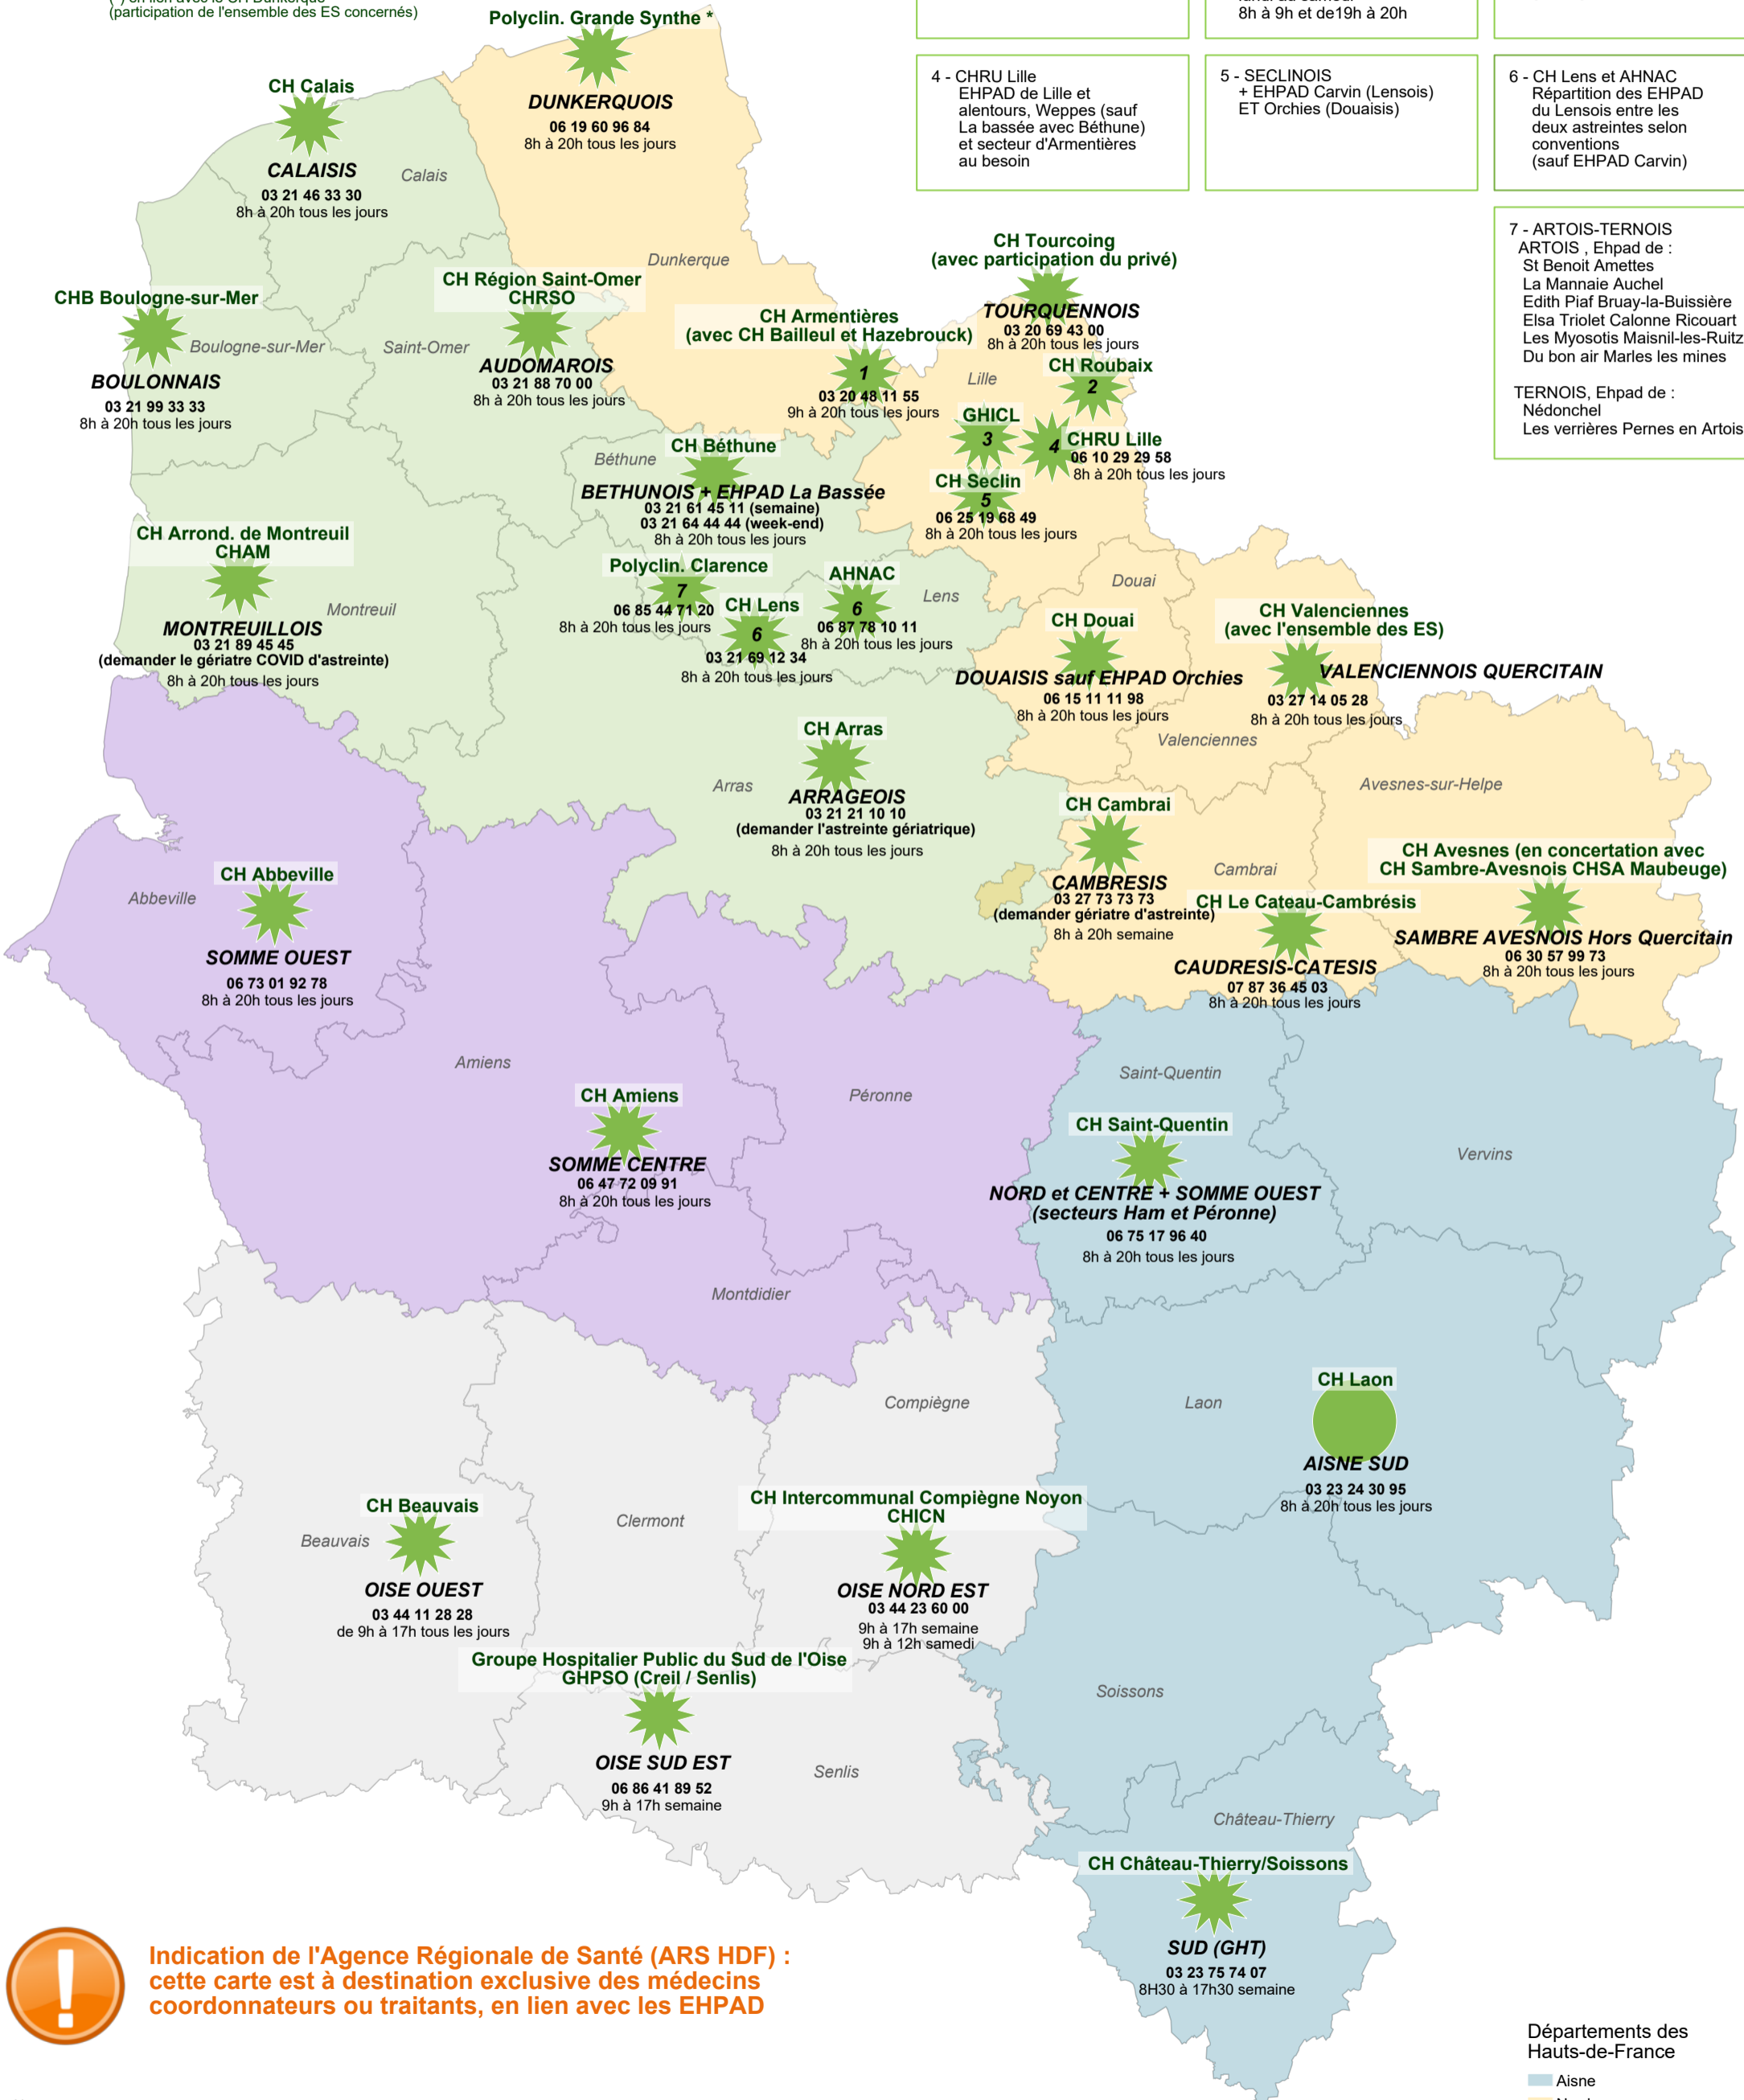 (participation de l'ensemble des ES concernés)
8h à 9h et de19h à 20h
Polyclin. Grande Synthe *
DUNKERQUOIS
06 19 60 96 84
8h à 20h tous les jours
CH Calais
CALAISIS
03 21 46 33 30
8h à 20h tous les jours
Calais
4 - CHRU Lille
EHPAD de Lille et
alentours, Weppes (sauf
La bassée avec Béthune)
et secteur d'Armentières
au besoin
5 - SECLINOIS
+ EHPAD Carvin (Lensois)
ET Orchies (Douaisis)
6 - CH Lens et AHNAC
Répartition des EHPAD
du Lensois entre les
deux astreintes selon
conventions
(sauf EHPAD Carvin)
7 - ARTOIS-TERNOIS
ARTOIS , Ehpad de :
St Benoit Amettes
La Mannaie Auchel
Edith Piaf Bruay-la-Buissière
Elsa Triolet Calonne Ricouart
Les Myosotis Maisnil-les-Ruitz
Du bon air Marles les mines
TERNOIS, Ehpad de :
Nédonchel
Les verrières Pernes en Artois
Dunkerque
CH Tourcoing
(avec participation du privé)
TOURQUENNOIS
03 20 69 43 00
8h à 20h tous les jours
CHB Boulogne-sur-Mer
Boulogne-sur-Mer
BOULONNAIS
03 21 99 33 33
8h à 20h tous les jours
CH Région Saint-Omer
CHRSO
Saint-Omer
AUDOMAROIS
03 21 88 70 00
8h à 20h tous les jours
CH Armentières
(avec CH Bailleul et Hazebrouck)
1
03 20 48 11 55
9h à 20h tous les jours
Lille
CH Roubaix
2
GHICL
3
4
CHRU Lille
06 10 29 29 58
8h à 20h tous les jours
CH Seclin
5
06 25 19 68 49
8h à 20h tous les jours
Béthune
CH Béthune
BETHUNOIS + EHPAD La Bassée
03 21 61 45 11 (semaine)
03 21 64 44 44 (week-end)
8h à 20h tous les jours
CH Arrond. de Montreuil
CHAM
Montreuil
MONTREUILLOIS
03 21 89 45 45
(demander le gériatre COVID d'astreinte)
8h à 20h tous les jours
Polyclin. Clarence
7
06 85 44 71 20
8h à 20h tous les jours
CH Lens
6
03 21 69 12 34
8h à 20h tous les jours
AHNAC
6
06 87 78 10 11
8h à 20h tous les jours
Lens
Douai
CH Douai
DOUAISIS sauf EHPAD Orchies
06 15 11 11 98
8h à 20h tous les jours
CH Valenciennes
(avec l'ensemble des ES)
VALENCIENNOIS QUERCITAIN
03 27 14 05 28
8h à 20h tous les jours
Valenciennes
CH Arras
Arras
ARRAGEOIS
03 21 21 10 10
(demander l'astreinte gériatrique)
8h à 20h tous les jours
Avesnes-sur-Helpe
CH Cambrai
Cambrai
CAMBRESIS
03 27 73 73 73
(demander gériatre d'astreinte)
8h à 20h semaine
CH Le Cateau-Cambrésis
CAUDRESIS-CATESIS
07 87 36 45 03
8h à 20h tous les jours
CH Avesnes (en concertation avec
CH Sambre-Avesnois CHSA Maubeuge)
SAMBRE AVESNOIS Hors Quercitain
06 30 57 99 73
8h à 20h tous les jours
CH Abbeville
Abbeville
SOMME OUEST
06 73 01 92 78
8h à 20h tous les jours
Amiens
CH Amiens
SOMME CENTRE
06 47 72 09 91
8h à 20h tous les jours
Péronne
Saint-Quentin
CH Saint-Quentin
NORD et CENTRE + SOMME OUEST
(secteurs Ham et Péronne)
06 75 17 96 40
8h à 20h tous les jours
Vervins
Montdidier
Compiègne
Laon
CH Laon
AISNE SUD
03 23 24 30 95
8h à 20h tous les jours
CH Beauvais
Beauvais
OISE OUEST
03 44 11 28 28
de 9h à 17h tous les jours
Clermont
CH Intercommunal Compiègne Noyon
CHICN
OISE NORD EST
03 44 23 60 00
9h à 17h semaine
9h à 12h samedi
Groupe Hospitalier Public du Sud de l'Oise
GHPSO (Creil / Senlis)
OISE SUD EST
06 86 41 89 52
9h à 17h semaine
Senlis
Soissons
Château-Thierry
CH Château-Thierry/Soissons
SUD (GHT)
03 23 75 74 07
8H30 à 17h30 semaine
Indication de l'Agence Régionale de Santé (ARS HDF) :
cette carte est à destination exclusive des médecins
coordonnateurs ou traitants, en lien avec les EHPAD
Départements des
Hauts-de-France
Aisne